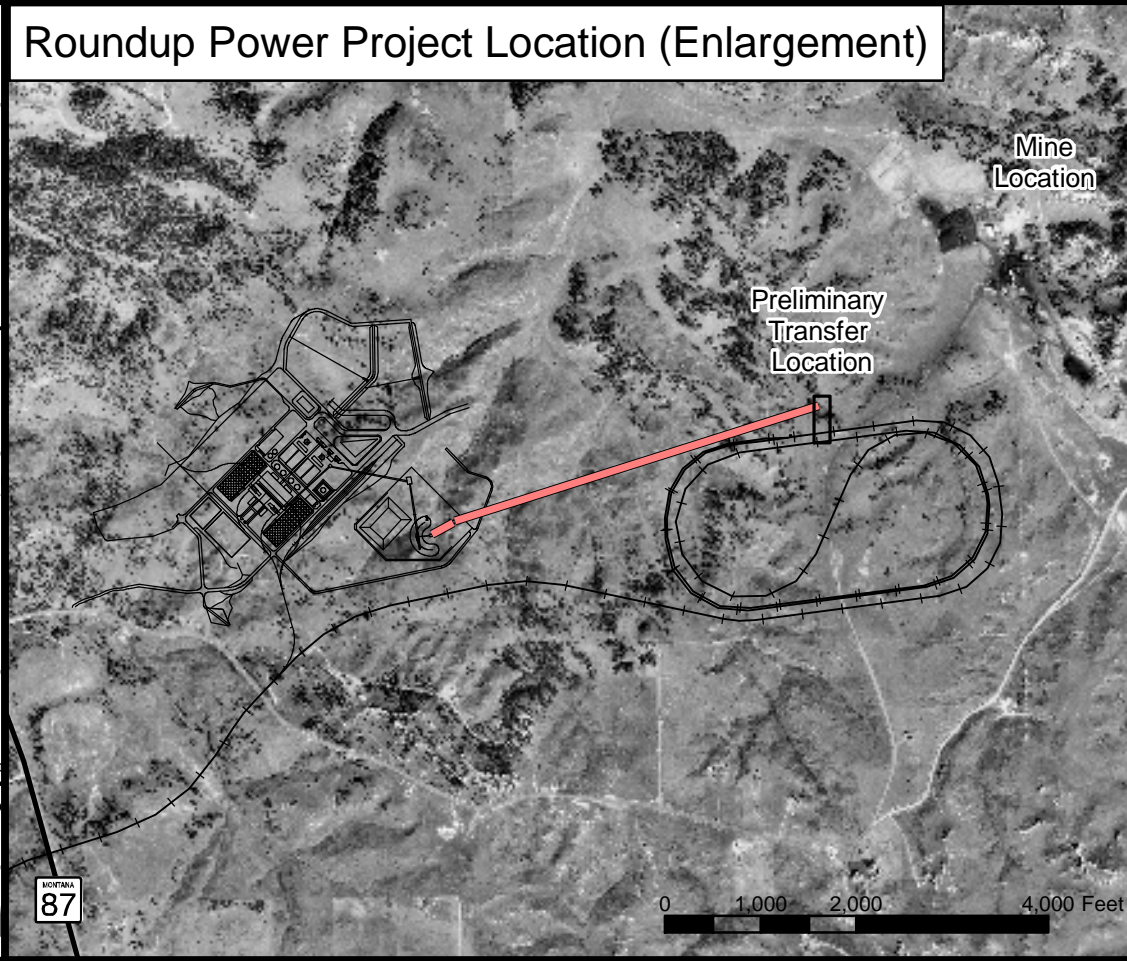 Roundup Power Project Location (Enlargement)
Mine
Location
Preliminary
Transfer
Location
MONTANA
87
0 1,000 2,000 4,000 Feet